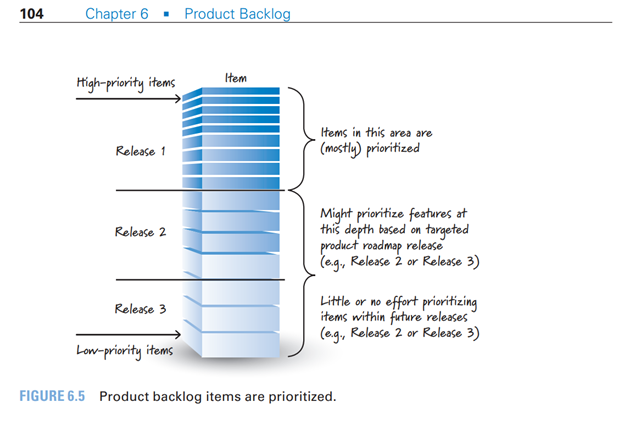 104 Chapter 6 ▪ Product Backlog
High-priority items
Item
Release 1
Items in this area are
(mostly) prioritized
Release 2
Might prioritize features at
this depth based on targeted
product roadmap release
(e.g., Release 2 or Release 3)
Release 3
Little or no effort prioritizing
items within future releases
(e.g., Release 2 or Release 3)
Low-priority items
FIGURE 6.5 Product backlog items are prioritized.